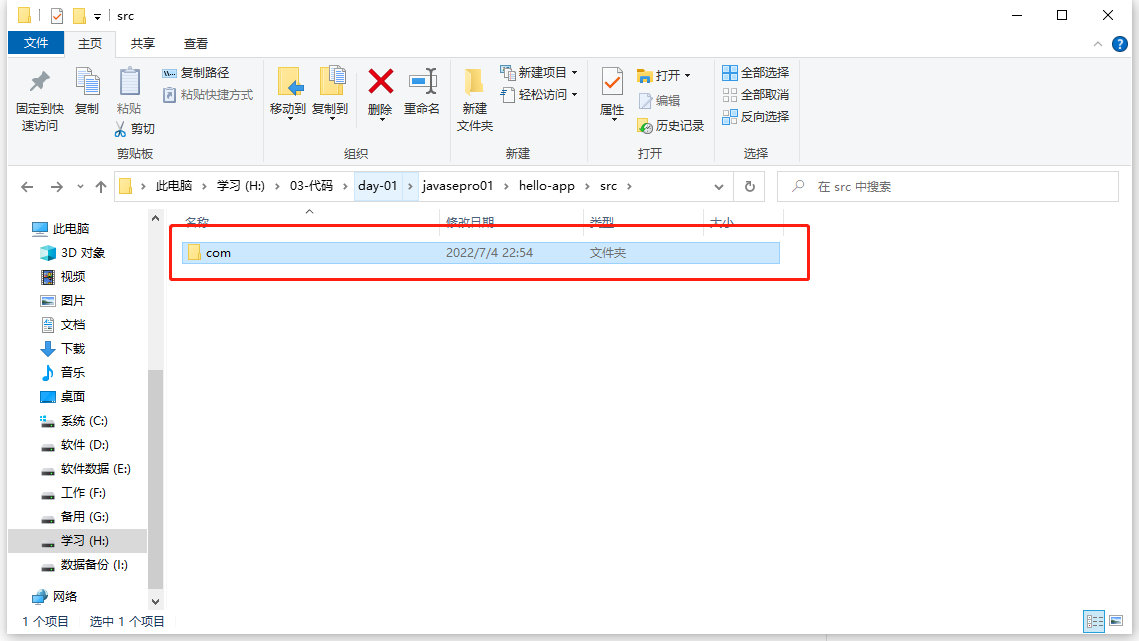 src
文件 主页 共享 查看
固定到快速访问
复制
粘贴
复制路径
粘贴快捷方式
剪切
剪贴板
移动到
复制到
删除
重命名
组织
新建文件夹
新建项目
轻松访问
新建
属性
打开
编辑
历史记录
打开
全部选择
全部取消
反向选择
选择
此电脑 学习 (H:) 03-代码 day-01 javasepro01 hello-app src
在 src 中搜索
名称 修改日期 类型 大小
com 2022/7/4 22:54 文件夹
此电脑
3D 对象
视频
图片
文档
下载
音乐
桌面
系统 (C:)
软件 (D:)
软件数据 (E:)
工作 (F:)
备用 (G:)
学习 (H:)
数据备份 (I:)
网络
1 个项目 选中 1 个项目